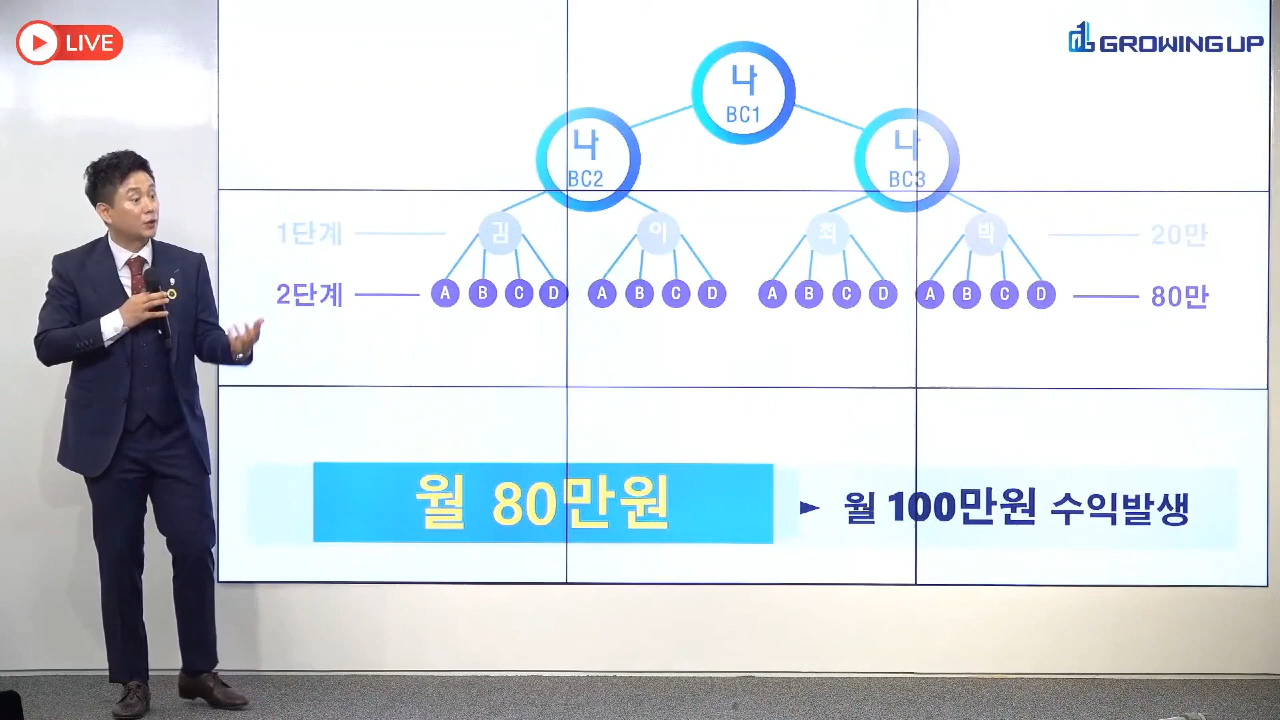 LIVE
GROWING UP
나
BC1
나
BC2
나
BC3
1단계
김
이
최
박
20만
2단계
A B C D
A B C D
A B C D
A B C D
80만
월 80만원
► 월 100만원 수익발생